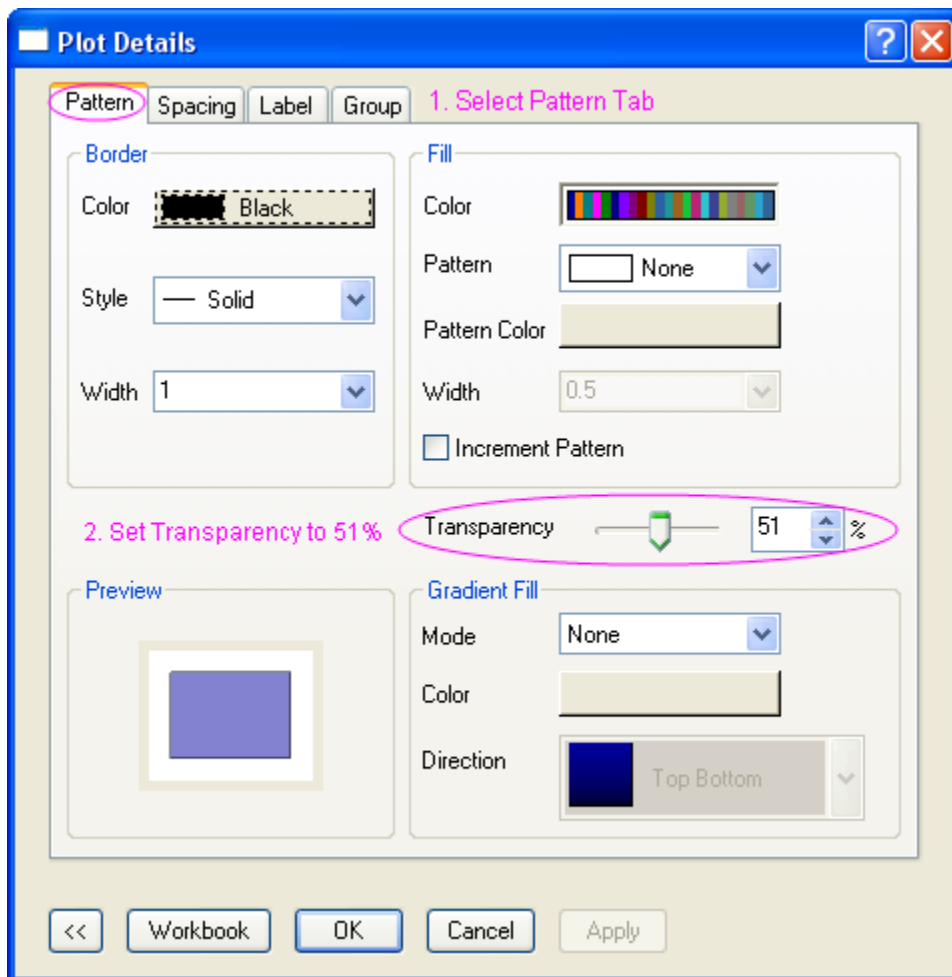 Plot Details
Pattern Spacing Label Group 1. Select Pattern Tab
Border
Color Black
Style Solid
Width 1
Fill
Color
Pattern None
Pattern Color
Width 0.5
Increment Pattern
2. Set Transparency to 51% Transparency 51 %
Preview
Gradient Fill
Mode None
Color
Direction Top Bottom
<< Workbook OK Cancel Apply